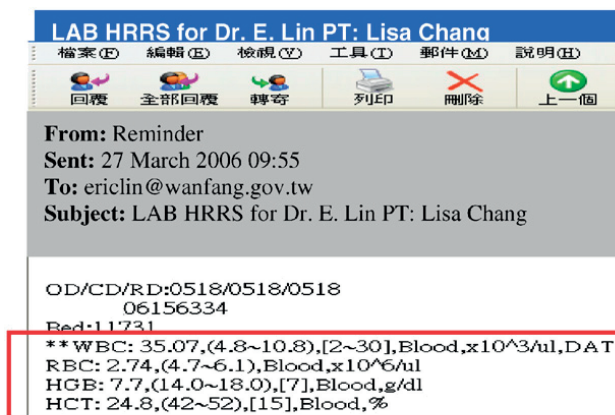 LAB HRRS for Dr. E. Lin PT: Lisa Chang
檔案(F) 編輯(E) 檢視(V) 工具(T) 郵件(M) 說明(H)
回覆 全部回覆 轉寄 列印 刪除 上一個
From: Reminder
Sent: 27 March 2006 09:55
To: ericlin@wanfang.gov.tw
Subject: LAB HRRS for Dr. E. Lin PT: Lisa Chang
OD/CD/RD:0518/0518/0518
06156334
Bed:11731
**WBC: 35.07,(4.8~10.8),[2~30],Blood,x10^3/ul,DAT
RBC: 2.74,(4.7~6.1),Blood,x10^6/ul
HGB: 7.7,(14.0~18.0),[7],Blood,g/dl
HCT: 24.8,(42~52),[15],Blood,%